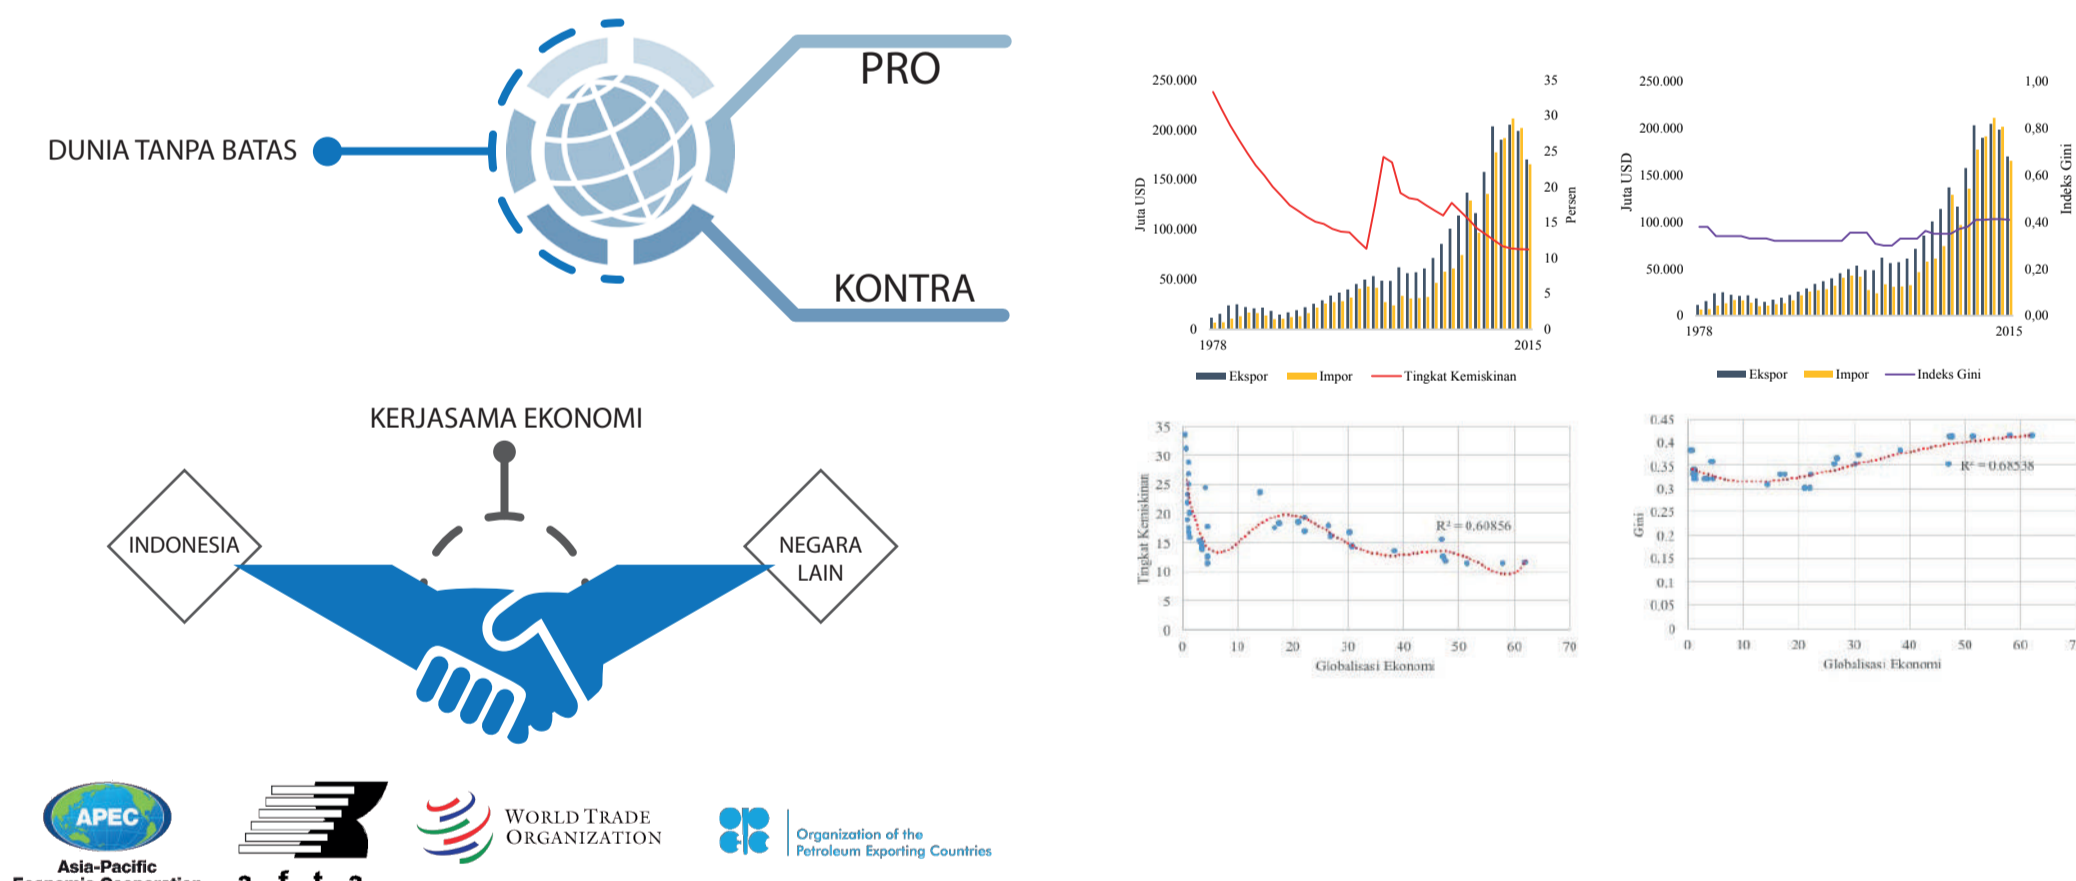 DUNIA TANPA BATAS
PRO
KONTRA
KERJASAMA EKONOMI
INDONESIA
NEGARA
LAIN
APEC
Asia-Pacific
Economic Cooperation
a f t a
WORLD TRADE
ORGANIZATION
Organization of the
Petroleum Exporting Countries
250.000
200.000
150.000
100.000
50.000
0
Juta USD
35
30
25
20
15
10
5
0
Persen
1978
2015
Ekspor
Impor
Tingkat Kemiskinan
250.000
200.000
150.000
100.000
50.000
0
Juta USD
1,00
0,80
0,60
0,40
0,20
0,00
Indeks Gini
1978
2015
Ekspor
Impor
Indeks Gini
35
30
25
20
15
10
5
0
Tingkat Kemiskinan
R² = 0.60856
0 10 20 30 40 50 60 70
Globalisasi Ekonomi
0.45
0.4
0.35
0.3
0.25
0.2
0.15
0.1
0.05
0
Gini
R² = 0.68538
0 10 20 30 40 50 60 7
Globalisasi Ekonomi